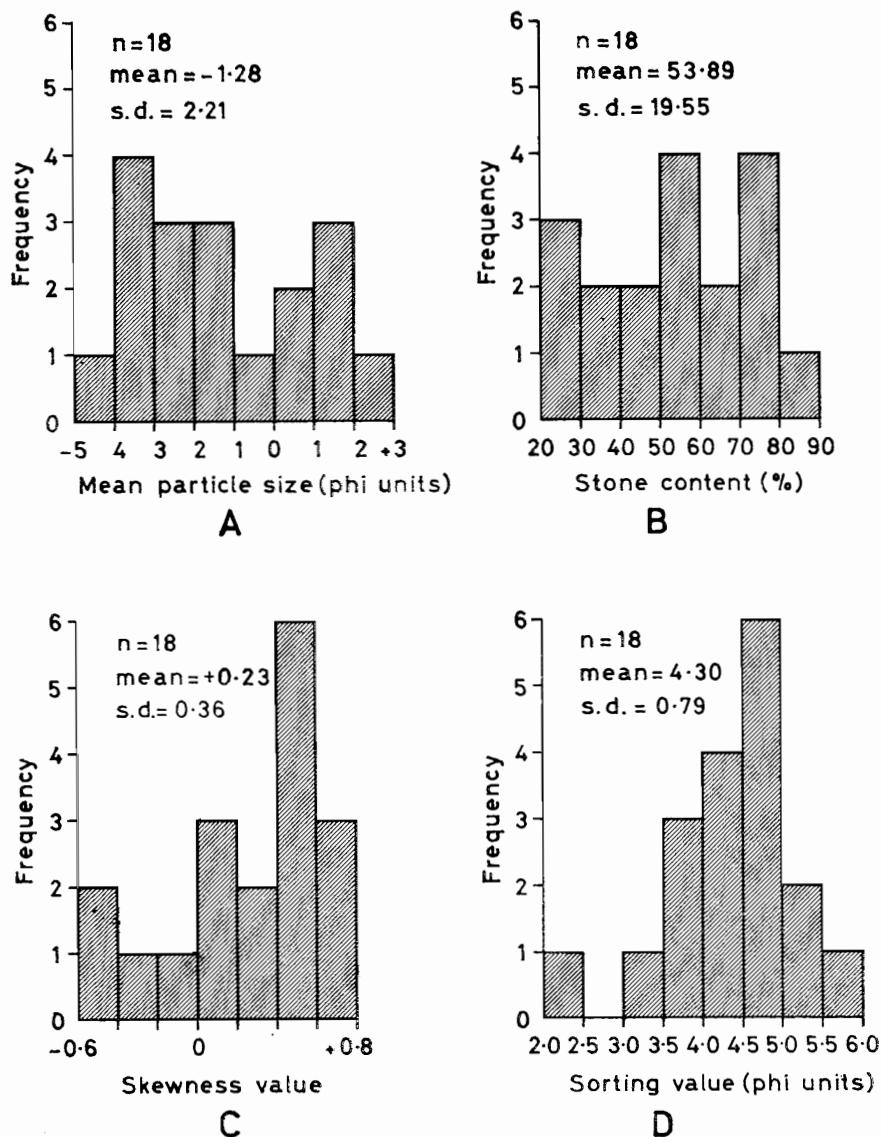 6
5
4
3
2
1
0
Frequency
n=18
mean=-1·28
s.d.=2·21
-5 4 3 2 1 0 1 2 +3
Mean particle size (phi units)
A
6
5
4
3
2
1
0
Frequency
n=18
mean=53·89
s.d.=19·55
20 30 40 50 60 70 80 90
Stone content (%)
B
6
5
4
3
2
1
0
Frequency
n=18
mean=+0·23
s.d.=0·36
-0·6 0 +0·8
Skewness value
C
6
5
4
3
2
1
0
Frequency
n=18
mean=4·30
s.d.=0·79
2·0 2·5 3·0 3·5 4·0 4·5 5·0 5·5 6·0
Sorting value (phi units)
D